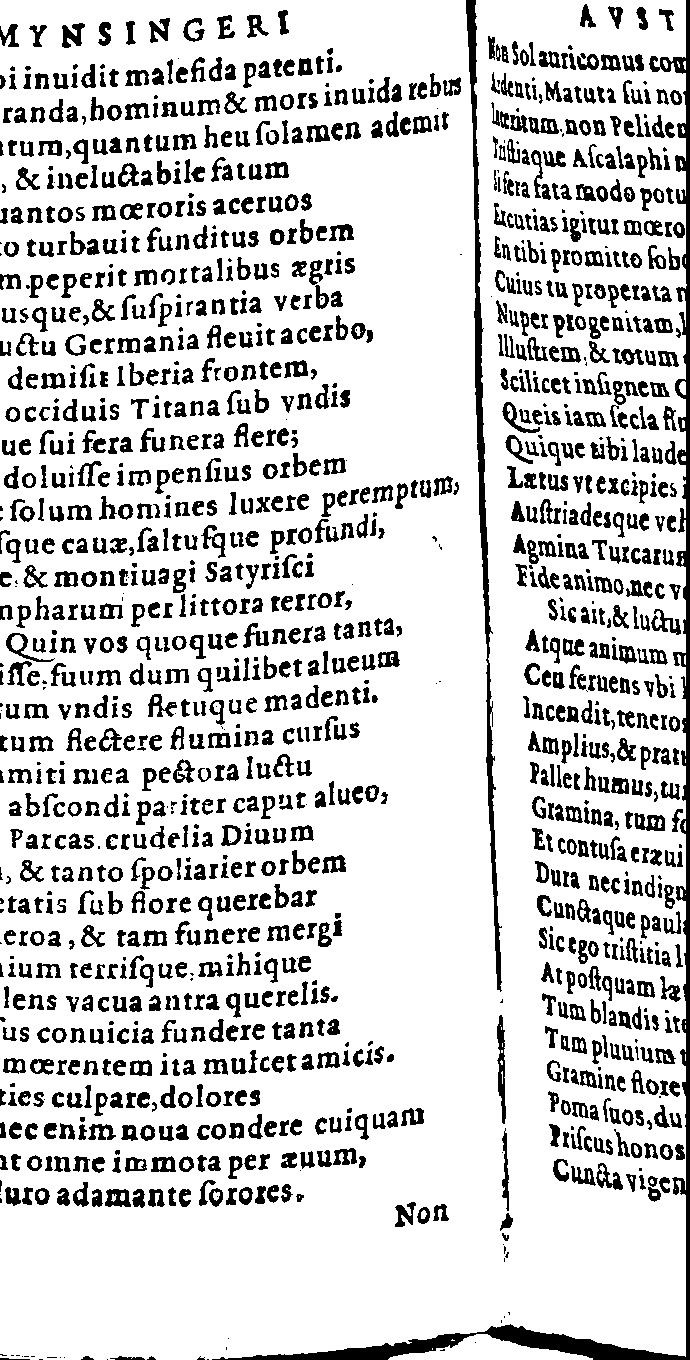 MYNSINGERI
bi inuidit malefida patenti.
randa, hominum & mors inuida rebus
tum, quantum heu ſolamen ademit
, & ineluctabile fatum
uantos mœroris aceruos
to turbauit funditus orbem
m. peperit mortalibus ægris
usque, & ſuſpirantia verba
uctu Germania fleuit acerbo,
demiſit Iberia frontem,
occiduis Titana ſub vndis
ue ſui fera funera flere;
doluiſſe impenſius orbem
ſolum homines luxere peremptum,
ſque cauæ, ſaltuſque profundi,
e. & montiuagi Satyriſci
mpharum per littora terror,
Quin vos quoque funera tanta,
iſſe, ſuum dum quilibet alueum
tum vndis fletuque madenti.
tum flectere flumina curſus
amiti mea pectora luctu
abſcondi pariter caput alueo,
Parcas. crudelia Diuum
, & tanto ſpoliarier orbem
etatis ſub flore querebar
eroa, & tam funere mergi
nium terriſque, mihique
lens vacua antra querelis.
ſus conuicia fundere tanta
mœrentem ita mulcet amicis.
ties culpare, dolores
nec enim noua condere cuiquam
nt omne immota per æuum,
duro adamante ſorores.
Non
AVST
Non Sol auricomus com
Ardenti, Matuta ſui no
Interitum, non Peliden
Triſtiaque Aſcalaphi n
Si fera fata modo potu
Excutias igitur mœro
En tibi promitto ſobo
Cuius tu properata n
Nuper progenitam,
Illuſtrem, & totum
Scilicet inſignem C
Queis iam ſecla flu
Quique tibi laude
Lætus vt excipies i
Auſtriadesque veh
Agmina Turcarum
Fide animo, nec ve
Sic ait, & luctu
Atque animum m
Ceu feruens vbi
Incendit, teneros
Amplius, & prat
Pallet humus, tu
Gramina, tum fo
Et contuſa eræui
Dura nec indign
Cunctaque paul
Sic ego triſtitia l
At poſtquam læt
Tum blandis ite
Tum pluuium t
Gramine flore
Poma ſuos, du
Priſcus honos
Cuncta vigen